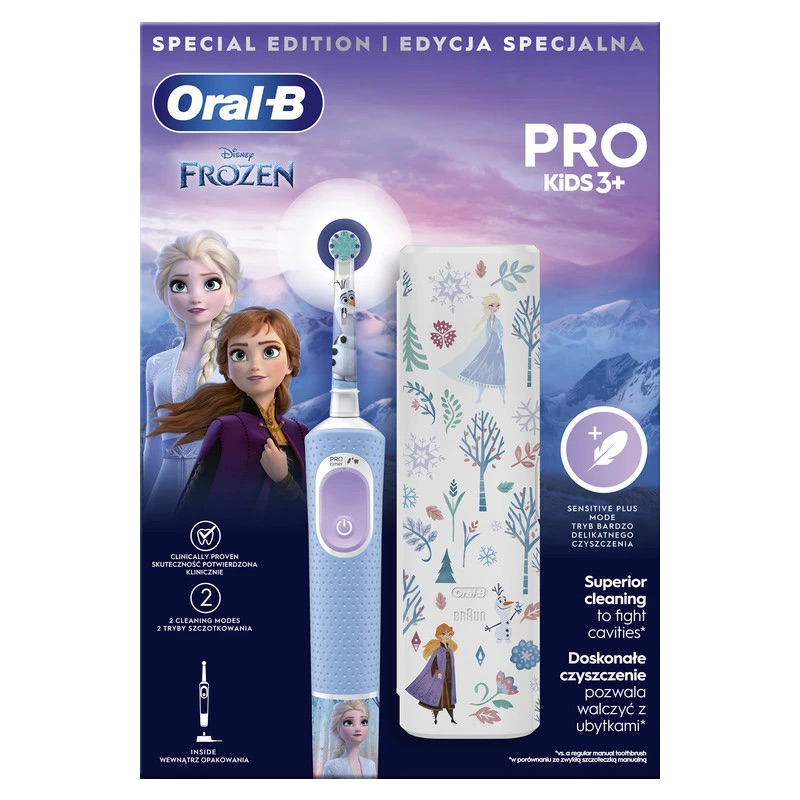 SPECIAL EDITION | EDYCJA SPECJALNA
Oral-B
Disney
FROZEN
PRO
KiDS 3+
PRO
timer
SENSITIVE PLUS
MODE
TRYB BARDZO
DELIKATNEGO
CZYSZCZENIA
CLINICALLY PROVEN
SKUTECZNOŚĆ POTWIERDZONA
KLINICZNIE
2
2 CLEANING MODES
2 TRYBY SZCZOTKOWANIA
Oral-B
BRAUN
Superior
cleaning
to fight
cavities*
Doskonałe
czyszczenie
pozwala
walczyć z
ubytkami*
INSIDE
WEWNĄTRZ OPAKOWANIA
*vs. a regular manual toothbrush
*w porównaniu ze zwykłą szczoteczką manualną